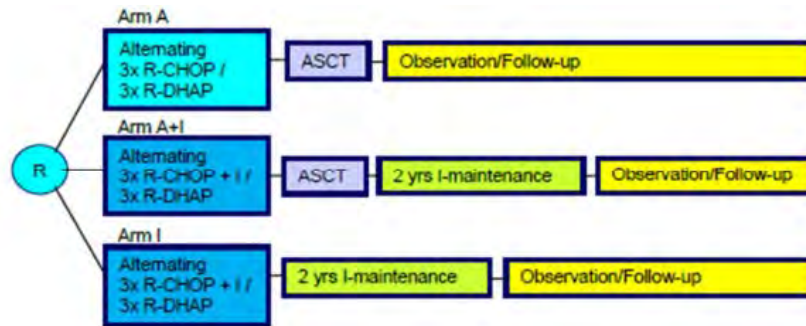 Arm A
Alternating
3x R-CHOP /
3x R-DHAP
ASCT
Observation/Follow-up
Arm A+I
R
Alternating
3x R-CHOP + I /
3x R-DHAP
ASCT
2 yrs I-maintenance
Observation/Follow-up
Arm I
Alternating
3x R-CHOP + I /
3x R-DHAP
2 yrs I-maintenance
Observation/Follow-up